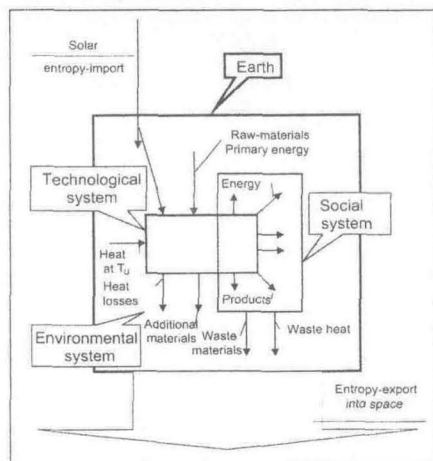 Solar
entropy-import
Earth
Raw-materials
Primary energy
Technological
system
Energy
Social
system
Heat
at Tu
Heat
losses
Products
Additional
materials
Waste
materials
Waste heat
Environmental
system
Entropy-export
into space